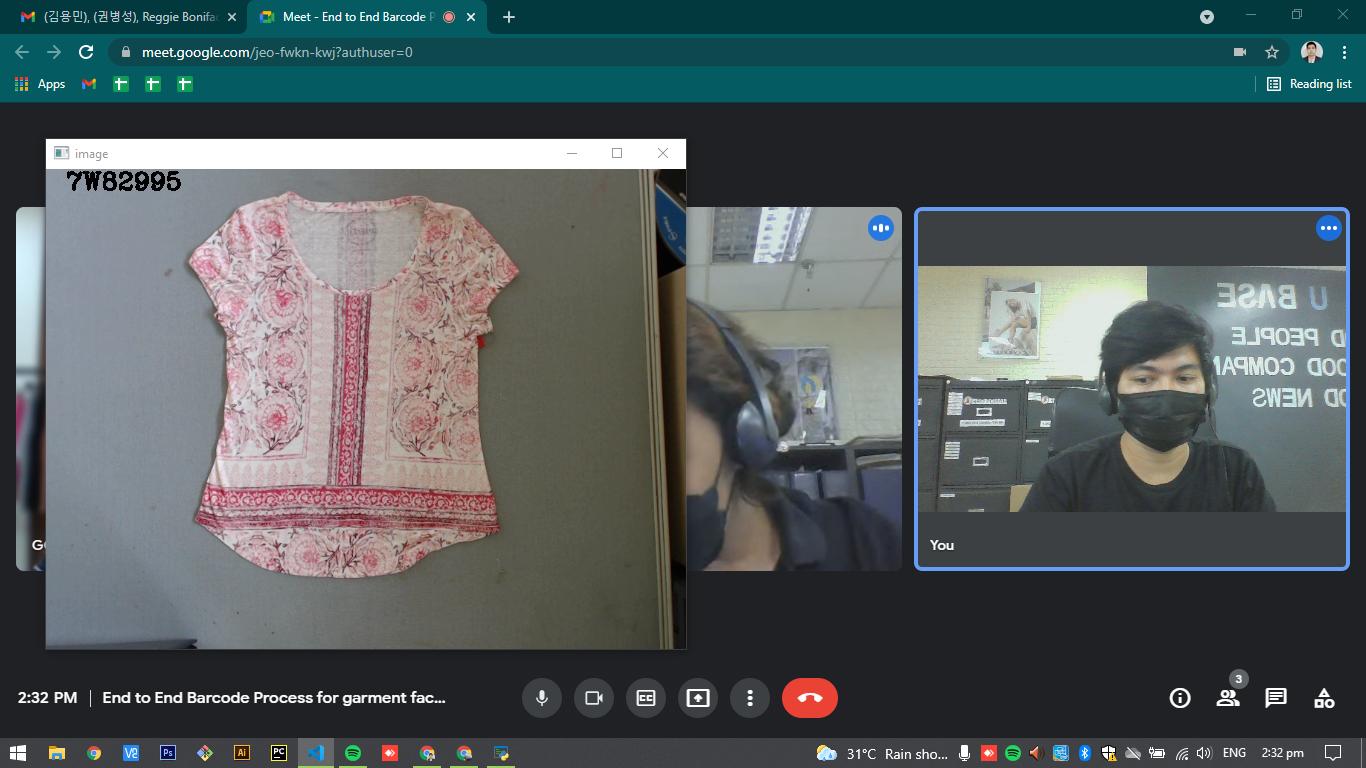 (김용민), (권병성), Reggie Bonifac
Meet - End to End Barcode P
meet.google.com/jeo-fwkn-kwj?authuser=0
Apps
Reading list
image
7W82995
U BASE
D PEOPLE
OOD COMPAN
OD NEWS
G
You
2:32 PM | End to End Barcode Process for garment fac...
3
31°C Rain sho...
ENG
2:32 pm